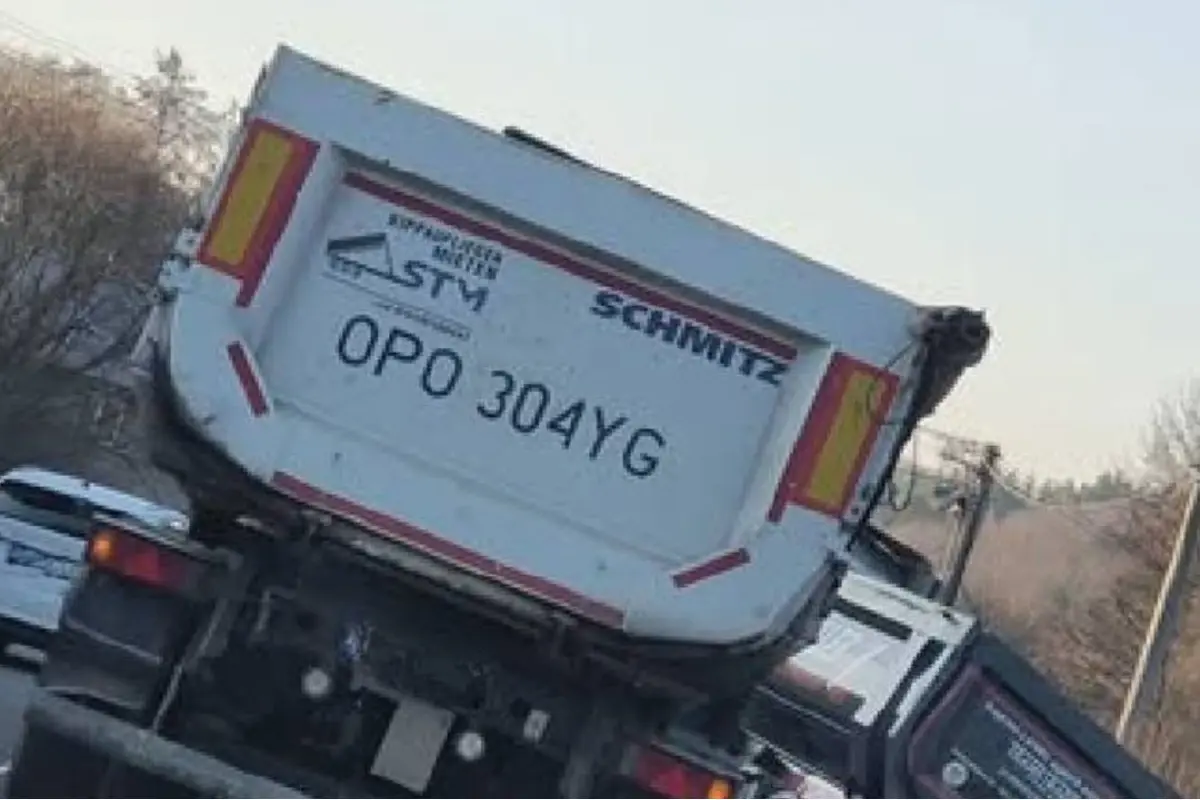 KIPPAUFLIEGER
MIETEN
STM
SCHMITZ
OPO 304YG